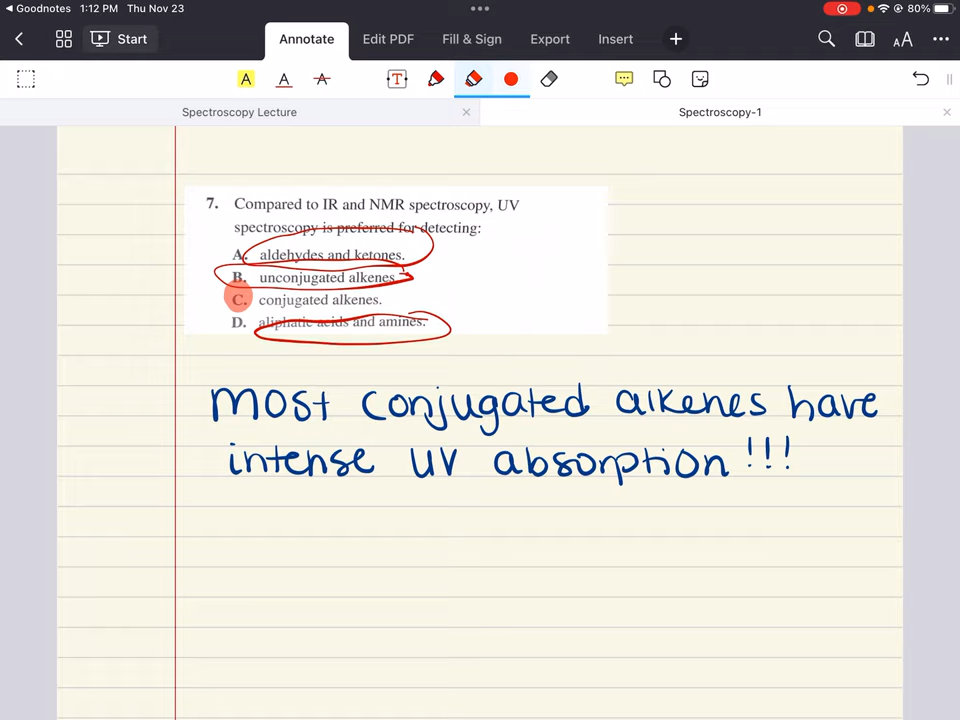 Goodnotes 1:12 PM Thu Nov 23 80%
Start Annotate Edit PDF Fill & Sign Export Insert
Spectroscopy Lecture Spectroscopy-1
7. Compared to IR and NMR spectroscopy, UV
spectroscopy is preferred for detecting:
A. aldehydes and ketones.
B. unconjugated alkenes.
C. conjugated alkenes.
D. aliphatic acids and amines.
most conjugated alkenes have
intense UV absorption!!!